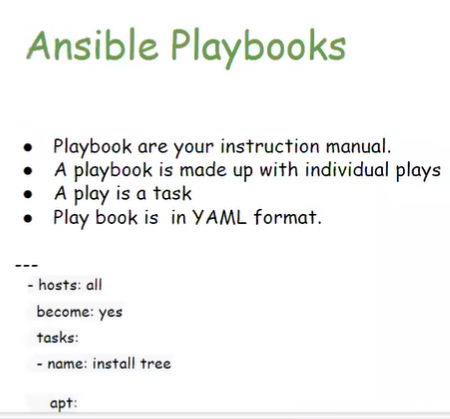 Ansible Playbooks
● Playbook are your instruction manual.
● A playbook is made up with individual plays
● A play is a task
● Play book is in YAML format.
---
- hosts: all
become: yes
tasks:
- name: install tree
apt: